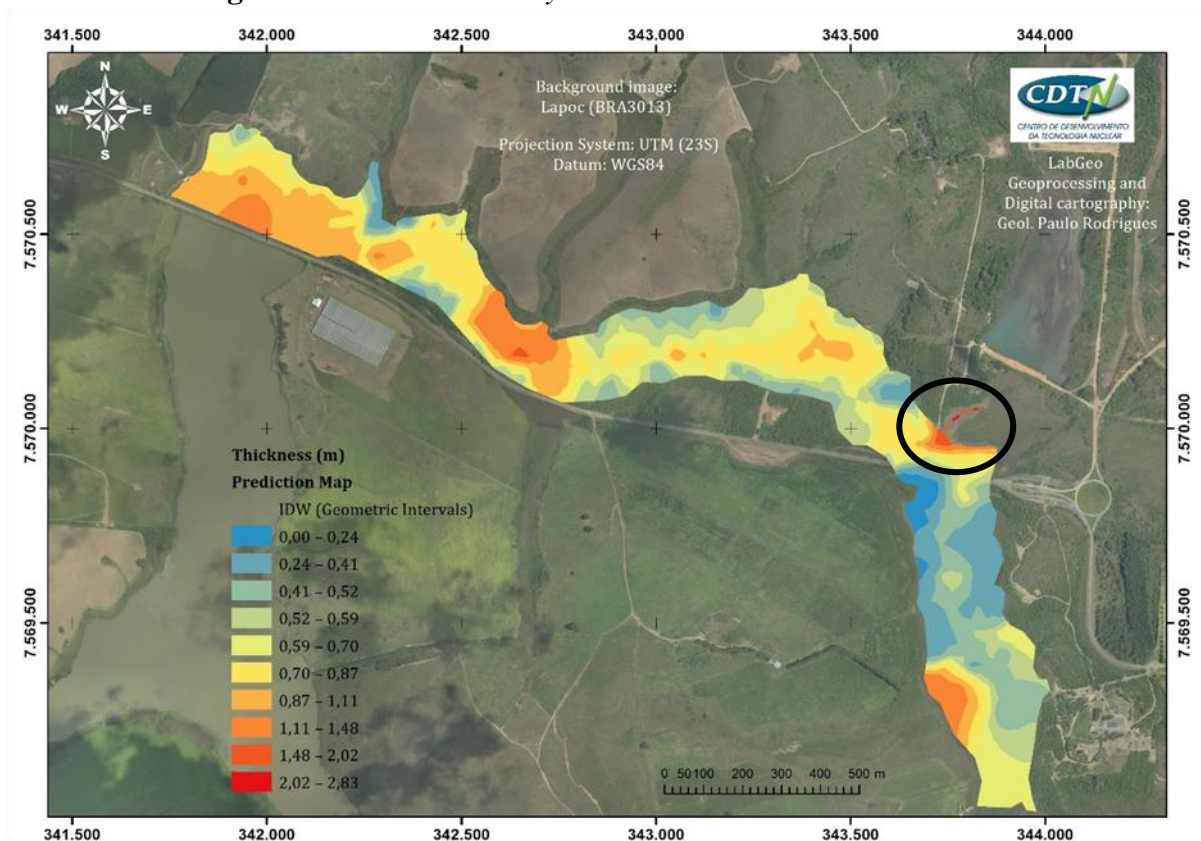 341.500 342.000 342.500 343.000 343.500 344.000
N
W E
S
Background image:
Lapoc (BRA3013)
Projection System: UTM (23S)
Datum: WGS84
CDTN
CENTRO DE DESENVOLVIMENTO
DA TECNOLOGIA NUCLEAR
LabGeo
Geoprocessing and
Digital cartography:
Geol. Paulo Rodrigues
7.570.500 7.570.500
7.570.000 7.570.000
7.569.500 7.569.500
Thickness (m)
Prediction Map
IDW (Geometric Intervals)
0,00 – 0,24
0,24 – 0,41
0,41 – 0,52
0,52 – 0,59
0,59 – 0,70
0,70 – 0,87
0,87 – 1,11
1,11 – 1,48
1,48 – 2,02
2,02 – 2,83
0 50 100 200 300 400 500 m
341.500 342.000 342.500 343.000 343.500 344.000